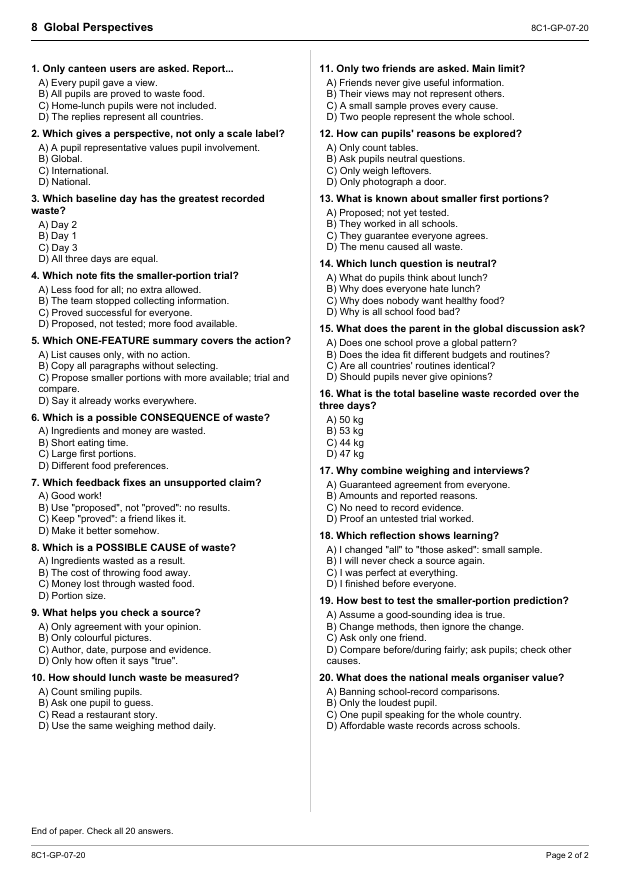 8 Global Perspectives
8C1-GP-07-20
1. Only canteen users are asked. Report...
A) Every pupil gave a view.
B) All pupils are proved to waste food.
C) Home-lunch pupils were not included.
D) The replies represent all countries.
2. Which gives a perspective, not only a scale label?
A) A pupil representative values pupil involvement.
B) Global.
C) International.
D) National.
3. Which baseline day has the greatest recorded
waste?
A) Day 2
B) Day 1
C) Day 3
D) All three days are equal.
4. Which note fits the smaller-portion trial?
A) Less food for all; no extra allowed.
B) The team stopped collecting information.
C) Proved successful for everyone.
D) Proposed, not tested; more food available.
5. Which ONE-FEATURE summary covers the action?
A) List causes only, with no action.
B) Copy all paragraphs without selecting.
C) Propose smaller portions with more available; trial and
compare.
D) Say it already works everywhere.
6. Which is a possible CONSEQUENCE of waste?
A) Ingredients and money are wasted.
B) Short eating time.
C) Large first portions.
D) Different food preferences.
7. Which feedback fixes an unsupported claim?
A) Good work!
B) Use "proposed", not "proved": no results.
C) Keep "proved": a friend likes it.
D) Make it better somehow.
8. Which is a POSSIBLE CAUSE of waste?
A) Ingredients wasted as a result.
B) The cost of throwing food away.
C) Money lost through wasted food.
D) Portion size.
9. What helps you check a source?
A) Only agreement with your opinion.
B) Only colourful pictures.
C) Author, date, purpose and evidence.
D) Only how often it says "true".
10. How should lunch waste be measured?
A) Count smiling pupils.
B) Ask one pupil to guess.
C) Read a restaurant story.
D) Use the same weighing method daily.
11. Only two friends are asked. Main limit?
A) Friends never give useful information.
B) Their views may not represent others.
C) A small sample proves every cause.
D) Two people represent the whole school.
12. How can pupils' reasons be explored?
A) Only count tables.
B) Ask pupils neutral questions.
C) Only weigh leftovers.
D) Only photograph a door.
13. What is known about smaller first portions?
A) Proposed; not yet tested.
B) They worked in all schools.
C) They guarantee everyone agrees.
D) The menu caused all waste.
14. Which lunch question is neutral?
A) What do pupils think about lunch?
B) Why does everyone hate lunch?
C) Why does nobody want healthy food?
D) Why is all school food bad?
15. What does the parent in the global discussion ask?
A) Does one school prove a global pattern?
B) Does the idea fit different budgets and routines?
C) Are all countries' routines identical?
D) Should pupils never give opinions?
16. What is the total baseline waste recorded over the
three days?
A) 50 kg
B) 53 kg
C) 44 kg
D) 47 kg
17. Why combine weighing and interviews?
A) Guaranteed agreement from everyone.
B) Amounts and reported reasons.
C) No need to record evidence.
D) Proof an untested trial worked.
18. Which reflection shows learning?
A) I changed "all" to "those asked": small sample.
B) I will never check a source again.
C) I was perfect at everything.
D) I finished before everyone.
19. How best to test the smaller-portion prediction?
A) Assume a good-sounding idea is true.
B) Change methods, then ignore the change.
C) Ask only one friend.
D) Compare before/during fairly; ask pupils; check other
causes.
20. What does the national meals organiser value?
A) Banning school-record comparisons.
B) Only the loudest pupil.
C) One pupil speaking for the whole country.
D) Affordable waste records across schools.
End of paper. Check all 20 answers.
8C1-GP-07-20
Page 2 of 2